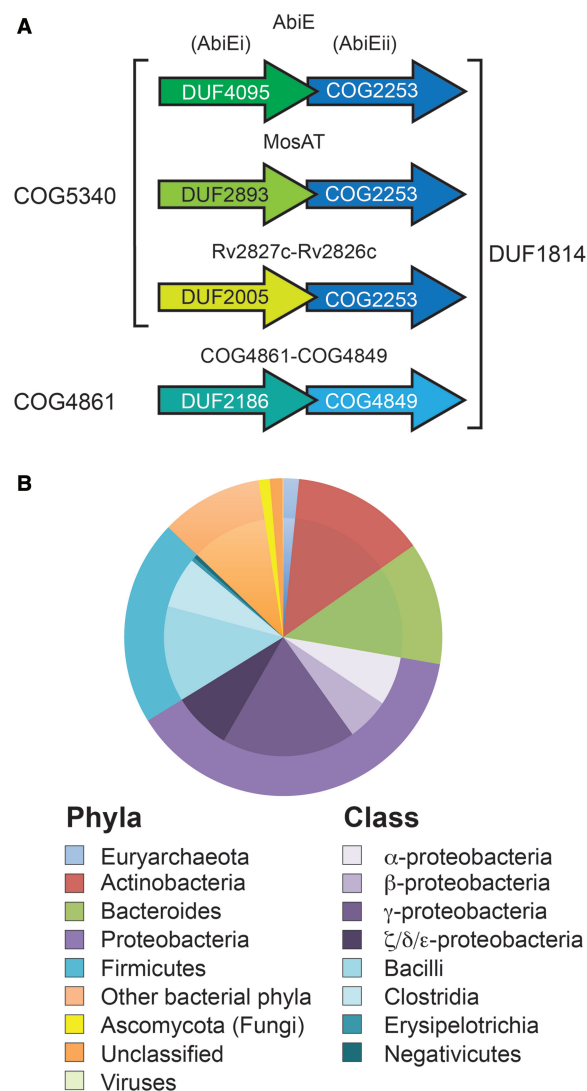 A
AbiE
(AbiEi) (AbiEii)
DUF4095 COG2253
MosAT
COG5340
DUF2893 COG2253
Rv2827c-Rv2826c
DUF1814
DUF2005 COG2253
COG4861-COG4849
COG4861
DUF2186 COG4849
B
Phyla
Euryarchaeota
Actinobacteria
Bacteroides
Proteobacteria
Firmicutes
Other bacterial phyla
Ascomycota (Fungi)
Unclassified
Viruses
Class
α-proteobacteria
β-proteobacteria
γ-proteobacteria
ζ/δ/ε-proteobacteria
Bacilli
Clostridia
Erysipelotrichia
Negativicutes